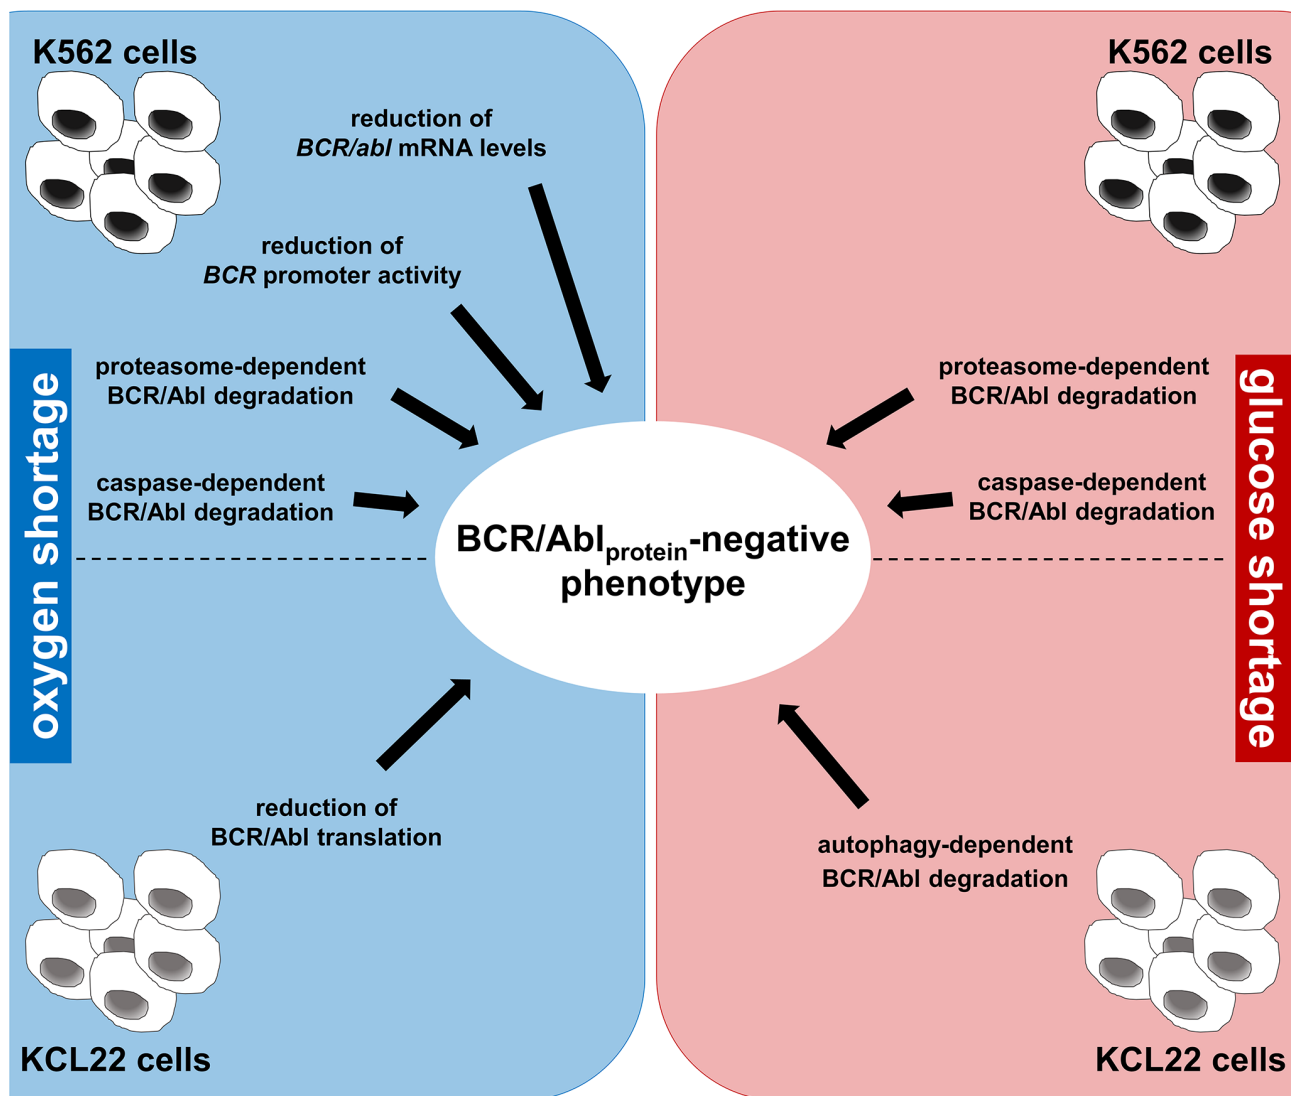 K562 cells
reduction of
BCR/abl mRNA levels
reduction of
BCR promoter activity
proteasome-dependent
BCR/Abl degradation
caspase-dependent
BCR/Abl degradation
oxygen shortage
reduction of
BCR/Abl translation
KCL22 cells
BCR/Ablprotein-negative
phenotype
K562 cells
proteasome-dependent
BCR/Abl degradation
caspase-dependent
BCR/Abl degradation
glucose shortage
autophagy-dependent
BCR/Abl degradation
KCL22 cells